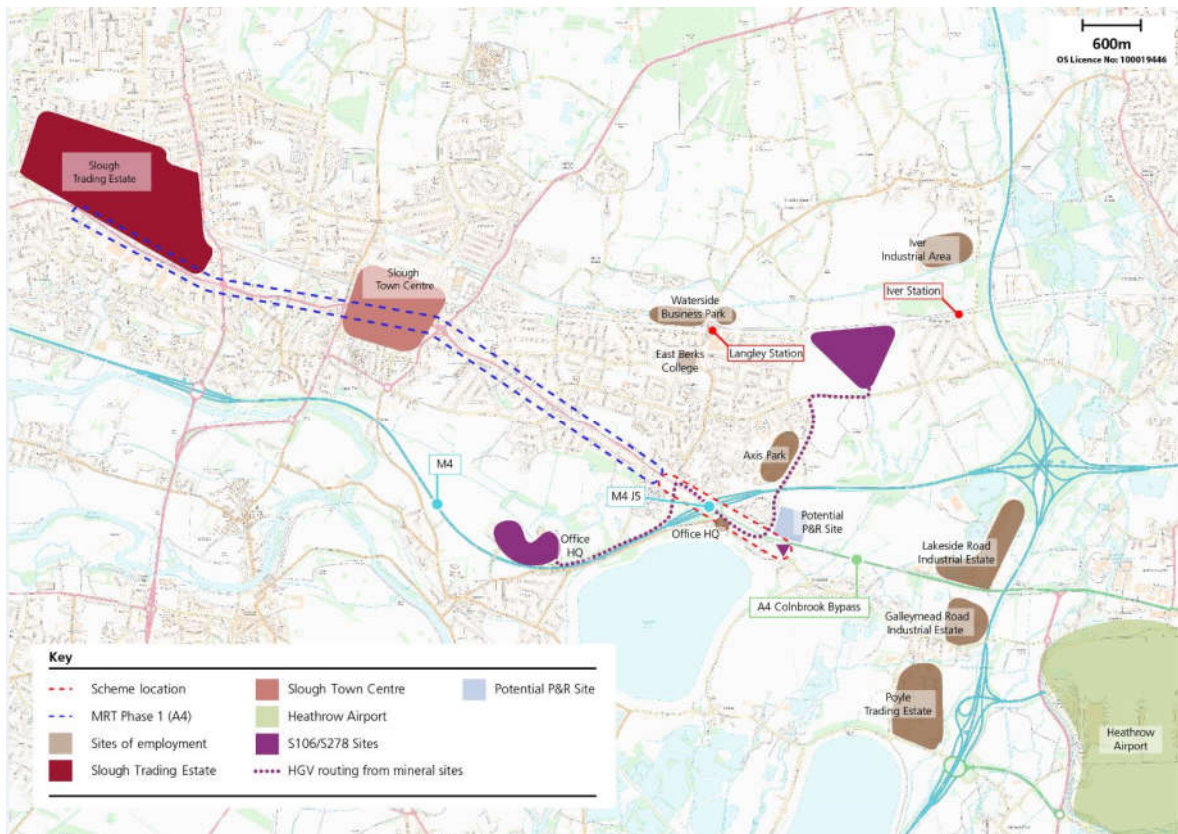 600m
OS Licence No: 100019446
Slough
Trading Estate
Slough
Town Centre
Iver
Industrial Area
Iver Station
Waterside
Business Park
Langley Station
East Berks
College
Axis Park
M4
M4 J5
Office
HQ
Office HQ
Potential
P&R Site
Lakeside Road
Industrial Estate
A4 Colnbrook Bypass
Galleymead Road
Industrial Estate
Poyle
Trading Estate
Heathrow
Airport
Key
Scheme location
Slough Town Centre
Potential P&R Site
MRT Phase 1 (A4)
Heathrow Airport
Sites of employment
S106/S278 Sites
Slough Trading Estate
HGV routing from mineral sites